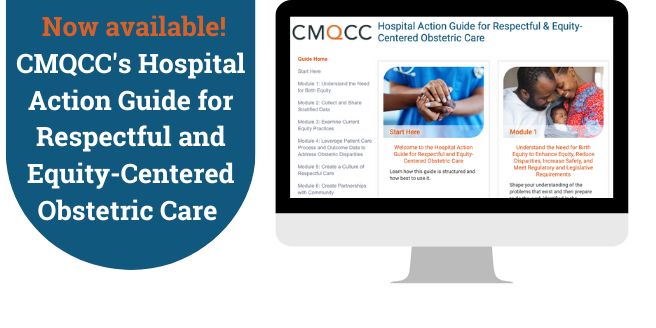 Now available!
CMQCC's Hospital
Action Guide for
Respectful and
Equity-Centered
Obstetric Care
CMQCC
Hospital Action Guide for Respectful & Equity-
Centered Obstetric Care
Guide Home
Start Here
Module 1: Understand the Need
for Birth Equity
Module 2: Collect and Share
Stratified Data
Module 3: Examine Current
Equity Practices
Module 4: Leverage Patient Care
Process and Outcome Data to
Address Obstetric Disparities
Module 5: Create a Culture of
Respectful Care
Module 6: Create Partnerships
with Community
Start Here
Welcome to the Hospital Action
Guide for Respectful and Equity-
Centered Obstetric Care
Learn how this guide is structured and
how best to use it.
Module 1
Understand the Need for Birth
Equity to Enhance Equity, Reduce
Disparities, Increase Safety, and
Meet Regulatory and Legislative
Requirements
Shape your understanding of the
problems that exist and then prepare